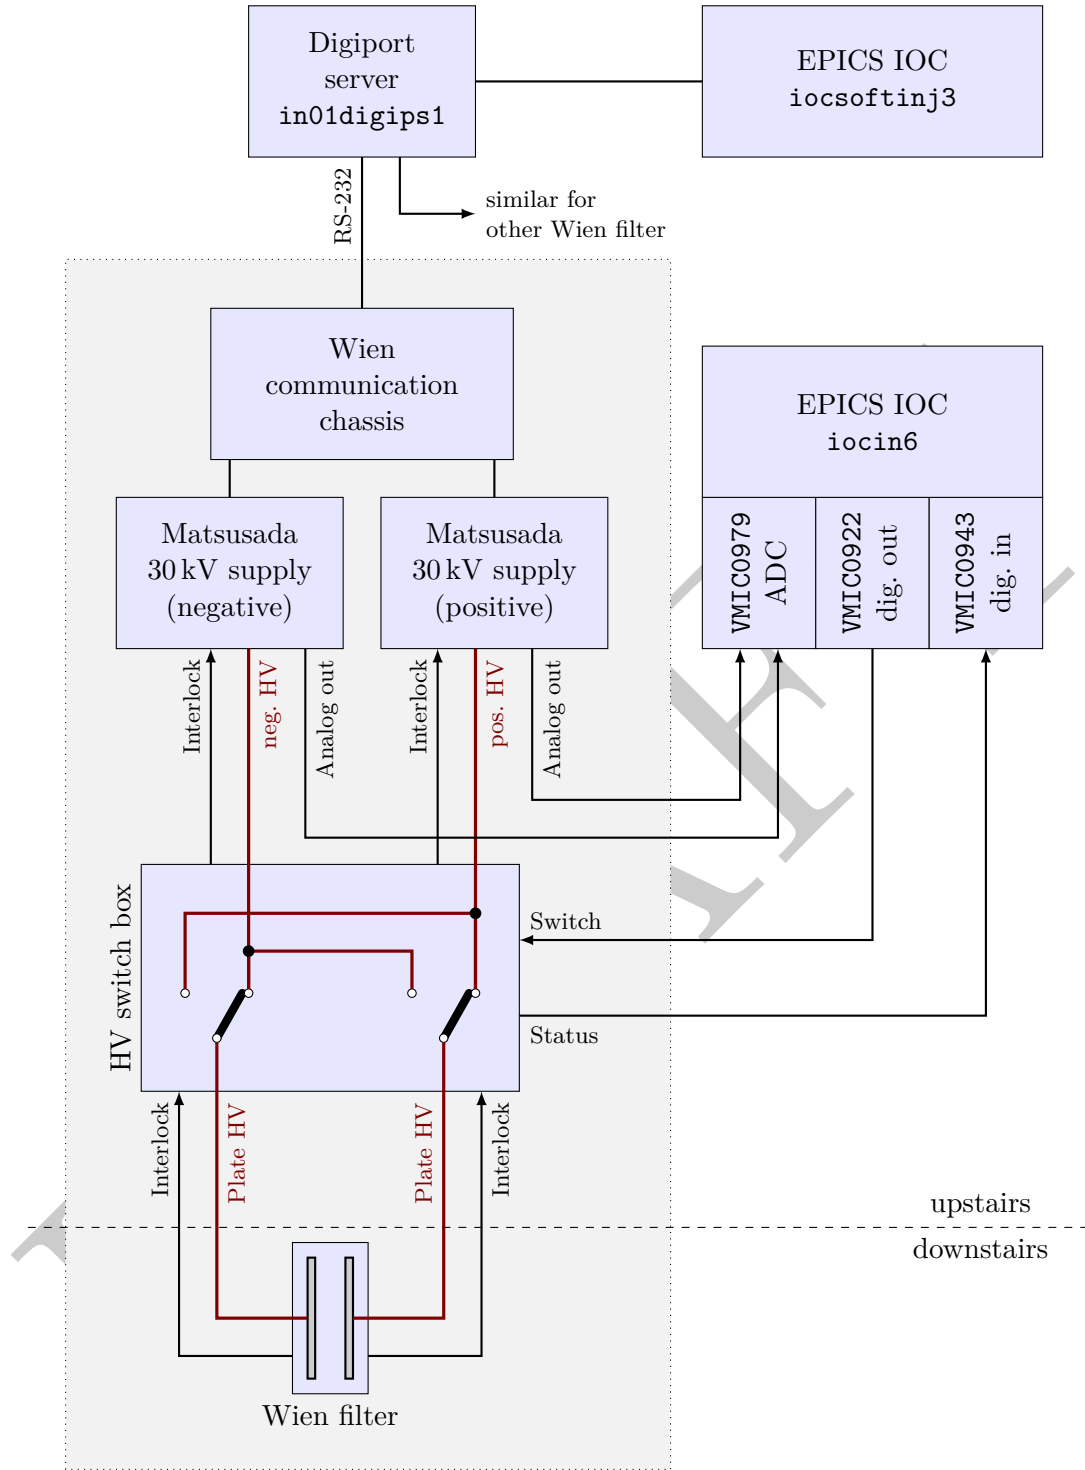 Digiport
server
in01digips1
EPICS IOC
iocsoftinj3
RS-232
similar for
other Wien filter
Wien
communication
chassis
EPICS IOC
iocin6
Matsusada
30 kV supply
(negative)
Matsusada
30 kV supply
(positive)
VMIC0979
ADC
VMIC0922
dig. out
VMIC0943
dig. in
Interlock
neg. HV
Analog out
Interlock
pos. HV
Analog out
HV switch box
Switch
Status
Interlock
Plate HV
Plate HV
Interlock
upstairs
downstairs
Wien filter